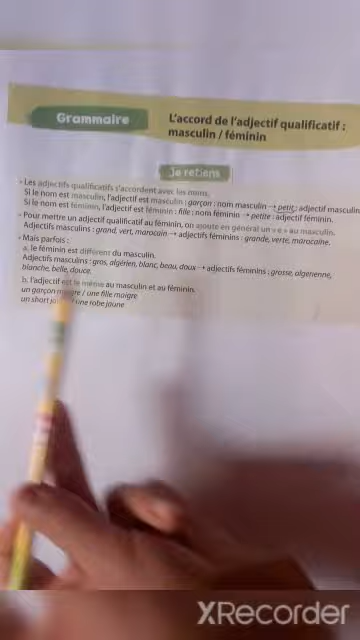 Grammaire
L'accord de l'adjectif qualificatif :
masculin / féminin
Je retiens
• Les adjectifs qualificatifs s'accordent avec les noms.
Si le nom est masculin, l'adjectif est masculin : garçon : nom masculin → petit : adjectif masculin
Si le nom est féminin, l'adjectif est féminin : fille : nom féminin → petite : adjectif féminin.
• Pour mettre un adjectif qualificatif au féminin, on ajoute en général un « e » au masculin.
Adjectifs masculins : grand, vert, marocain → adjectifs féminins : grande, verte, marocaine.
• Mais parfois :
a. le féminin est différent du masculin.
Adjectifs masculins : gros, algérien, blanc, beau, doux → adjectifs féminins : grosse, algérienne,
blanche, belle, douce.
b. l'adjectif est le même au masculin et au féminin.
un garçon maigre / une fille maigre
un short / une robe jaune
XRecorder